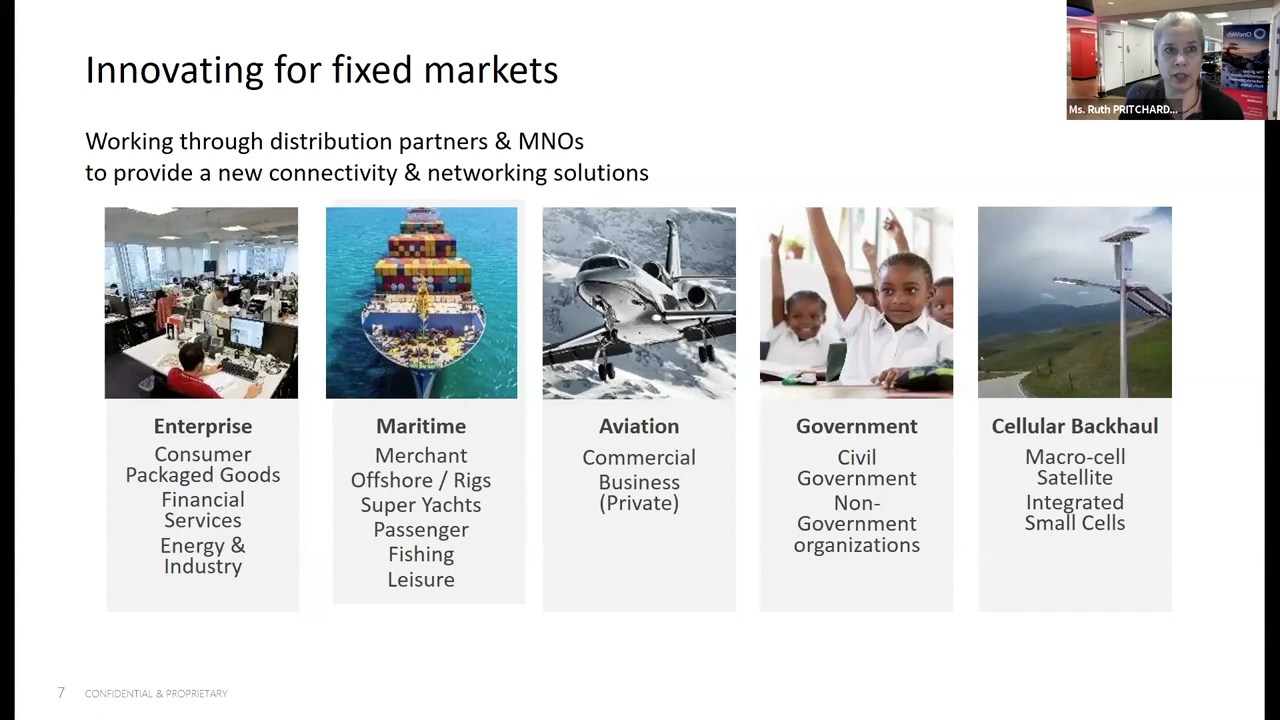 Innovating for fixed markets
Ms. Ruth PRITCHARD...
Working through distribution partners & MNOs
to provide a new connectivity & networking solutions
Enterprise
Consumer
Packaged Goods
Financial
Services
Energy &
Industry
Maritime
Merchant
Offshore / Rigs
Super Yachts
Passenger
Fishing
Leisure
Aviation
Commercial
Business
(Private)
Government
Civil
Government
Non-
Government
organizations
Cellular Backhaul
Macro-cell
Satellite
Integrated
Small Cells
7 CONFIDENTIAL & PROPRIETARY
OneWeb